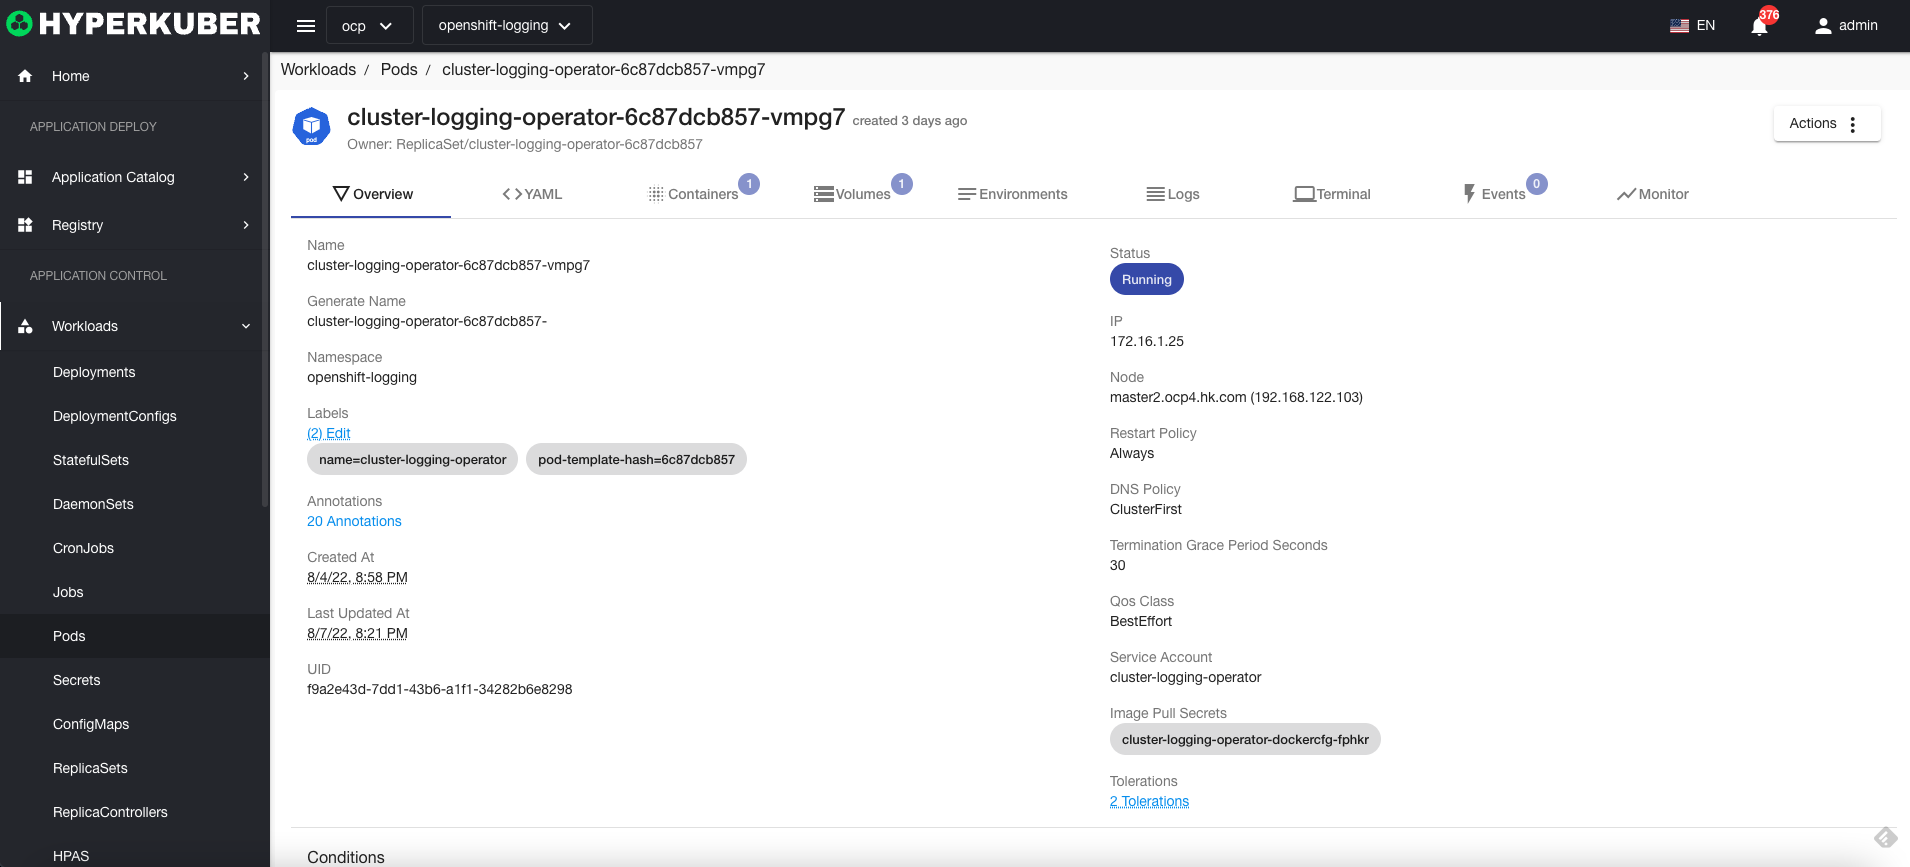 HYPERKUBER
ocp
openshift-logging
EN
376
admin
Home
APPLICATION DEPLOY
Application Catalog
Registry
APPLICATION CONTROL
Workloads
Deployments
DeploymentConfigs
StatefulSets
DaemonSets
CronJobs
Jobs
Pods
Secrets
ConfigMaps
ReplicaSets
ReplicaControllers
HPAS
Workloads / Pods / cluster-logging-operator-6c87dcb857-vmpg7
pod
cluster-logging-operator-6c87dcb857-vmpg7 created 3 days ago
Owner: ReplicaSet/cluster-logging-operator-6c87dcb857
Actions
Overview
YAML
Containers 1
Volumes 1
Environments
Logs
Terminal
Events 0
Monitor
Name
cluster-logging-operator-6c87dcb857-vmpg7
Generate Name
cluster-logging-operator-6c87dcb857-
Namespace
openshift-logging
Labels
(2) Edit
name=cluster-logging-operator pod-template-hash=6c87dcb857
Annotations
20 Annotations
Created At
8/4/22, 8:58 PM
Last Updated At
8/7/22, 8:21 PM
UID
f9a2e43d-7dd1-43b6-a1f1-34282b6e8298
Status
Running
IP
172.16.1.25
Node
master2.ocp4.hk.com (192.168.122.103)
Restart Policy
Always
DNS Policy
ClusterFirst
Termination Grace Period Seconds
30
Qos Class
BestEffort
Service Account
cluster-logging-operator
Image Pull Secrets
cluster-logging-operator-dockercfg-fphkr
Tolerations
2 Tolerations
Conditions